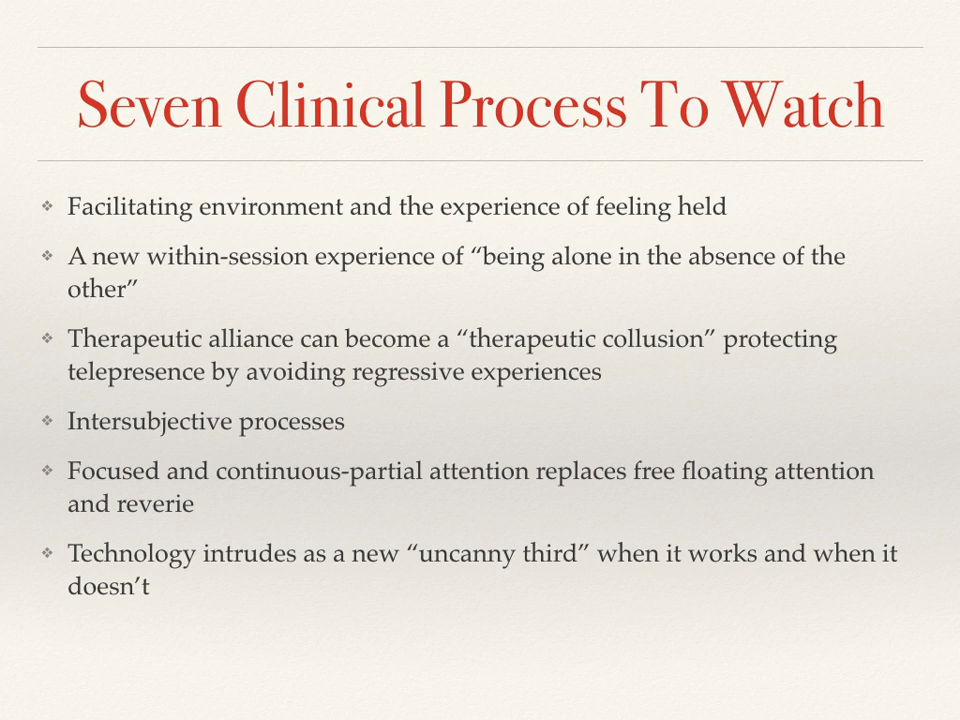 Seven Clinical Process To Watch
❖ Facilitating environment and the experience of feeling held
❖ A new within-session experience of “being alone in the absence of the
other”
❖ Therapeutic alliance can become a “therapeutic collusion” protecting
telepresence by avoiding regressive experiences
❖ Intersubjective processes
❖ Focused and continuous-partial attention replaces free floating attention
and reverie
❖ Technology intrudes as a new “uncanny third” when it works and when it
doesn’t